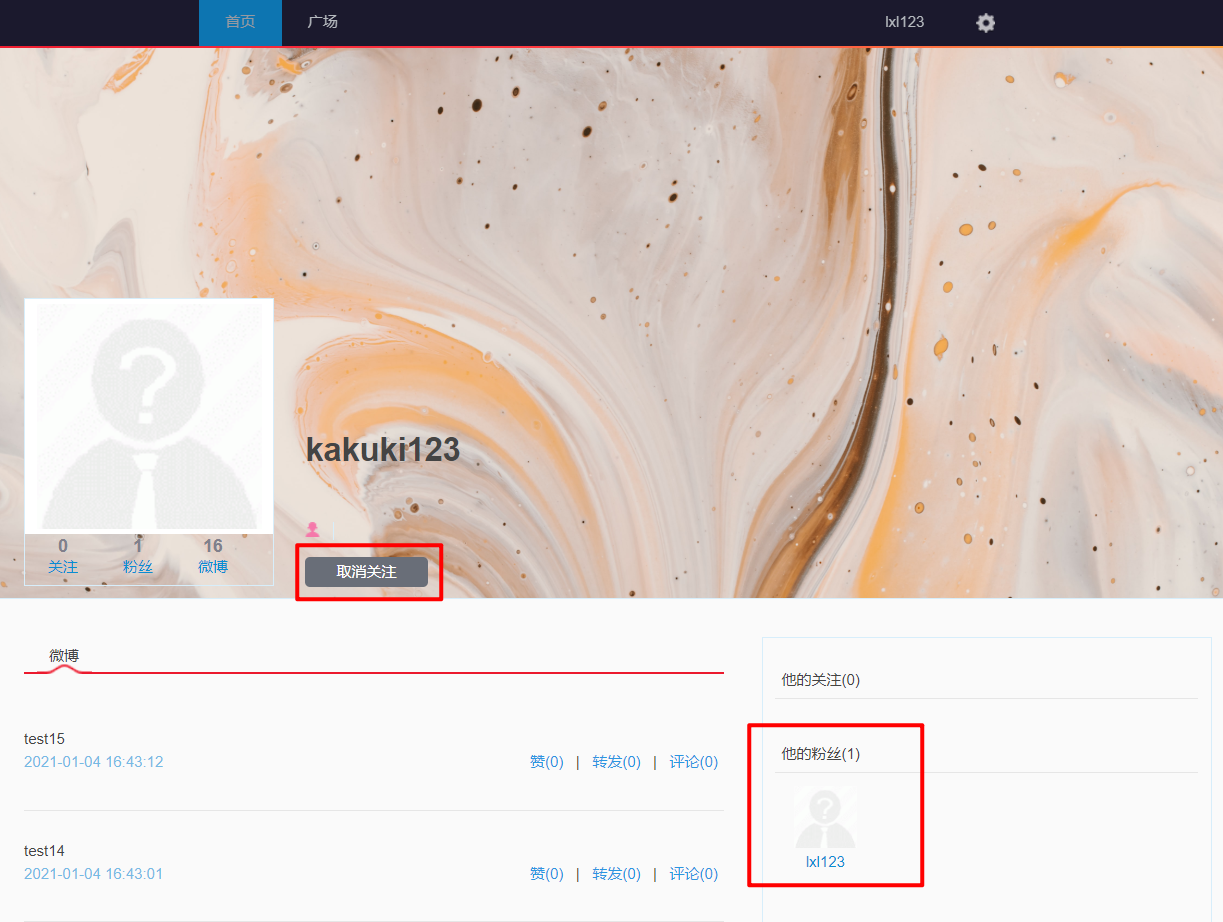 首页 广场 lxl123
kakuki123
0 1 16
关注 粉丝 微博
取消关注
微博
test15
2021-01-04 16:43:12 赞(0) | 转发(0) | 评论(0)
test14
2021-01-04 16:43:01 赞(0) | 转发(0) | 评论(0)
他的关注(0)
他的粉丝(1)
lxl123